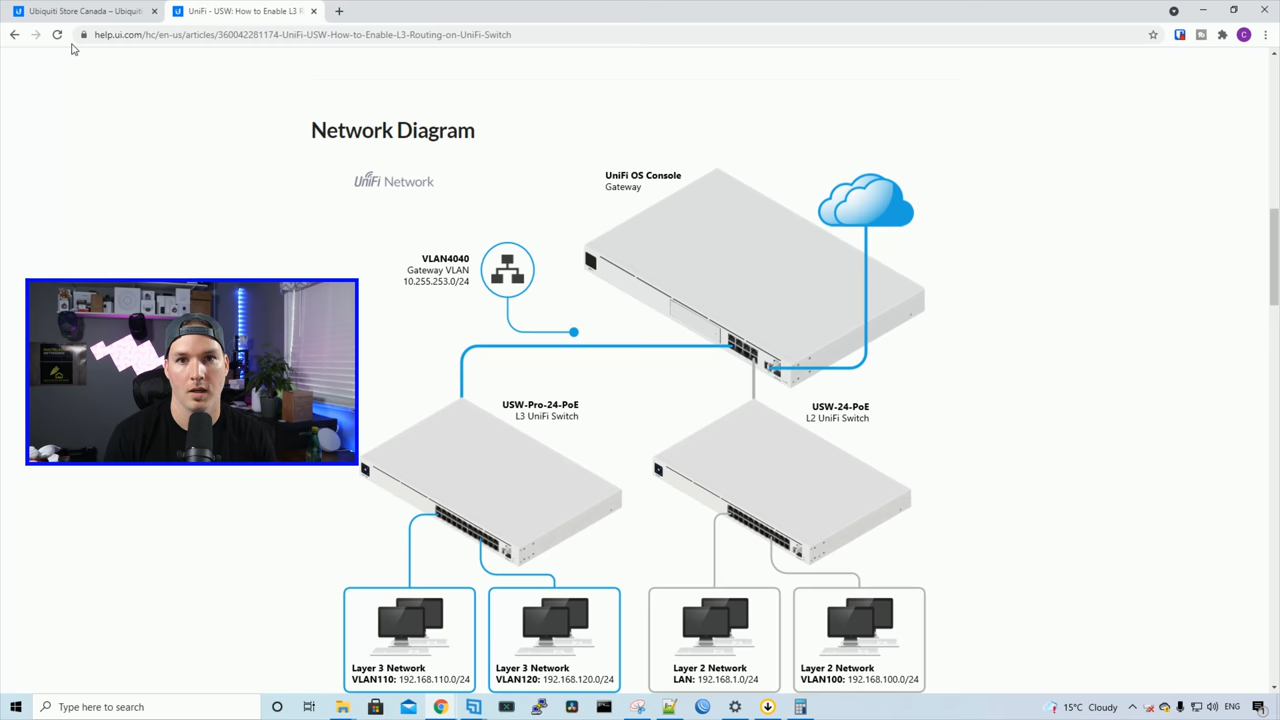 Ubiquiti Store Canada – Ubiquiti
UniFi - USW: How to Enable L3 R
help.ui.com/hc/en-us/articles/360042281174-UniFi-USW-How-to-Enable-L3-Routing-on-UniFi-Switch
C
Network Diagram
UniFi Network
UniFi OS Console
Gateway
VLAN4040
Gateway VLAN
10.255.253.0/24
USW-Pro-24-PoE
L3 UniFi Switch
USW-24-PoE
L2 UniFi Switch
Layer 3 Network
VLAN110: 192.168.110.0/24
Layer 3 Network
VLAN120: 192.168.120.0/24
Layer 2 Network
LAN: 192.168.1.0/24
Layer 2 Network
VLAN100: 192.168.100.0/24
Type here to search
15°C Cloudy
ENG